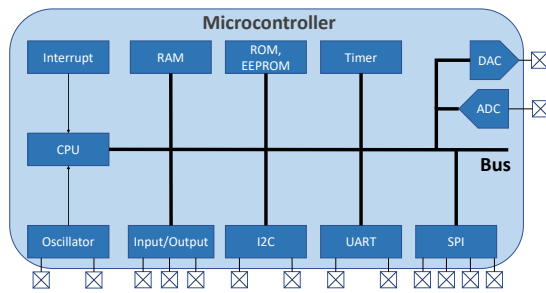 Microcontroller
Interrupt
RAM
ROM,
EEPROM
Timer
DAC
ADC
CPU
Bus
Oscillator
Input/Output
I2C
UART
SPI